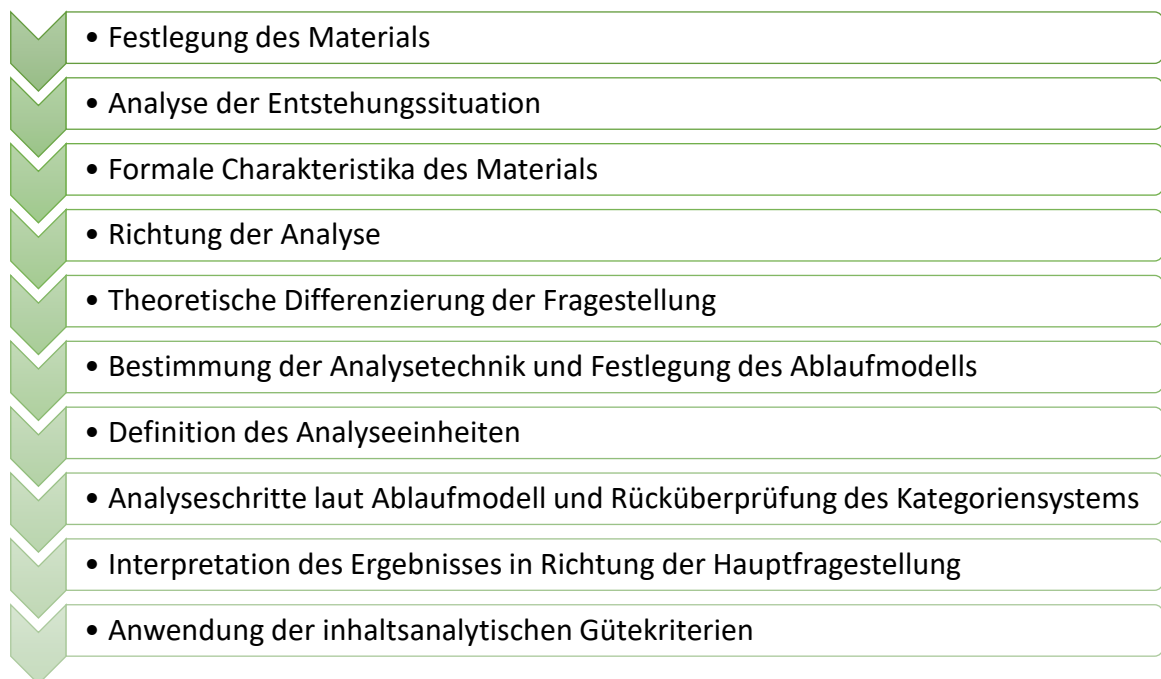 • Festlegung des Materials
• Analyse der Entstehungssituation
• Formale Charakteristika des Materials
• Richtung der Analyse
• Theoretische Differenzierung der Fragestellung
• Bestimmung der Analysetechnik und Festlegung des Ablaufmodells
• Definition des Analyseeinheiten
• Analyseschritte laut Ablaufmodell und Rücküberprüfung des Kategoriensystems
• Interpretation des Ergebnisses in Richtung der Hauptfragestellung
• Anwendung der inhaltsanalytischen Gütekriterien